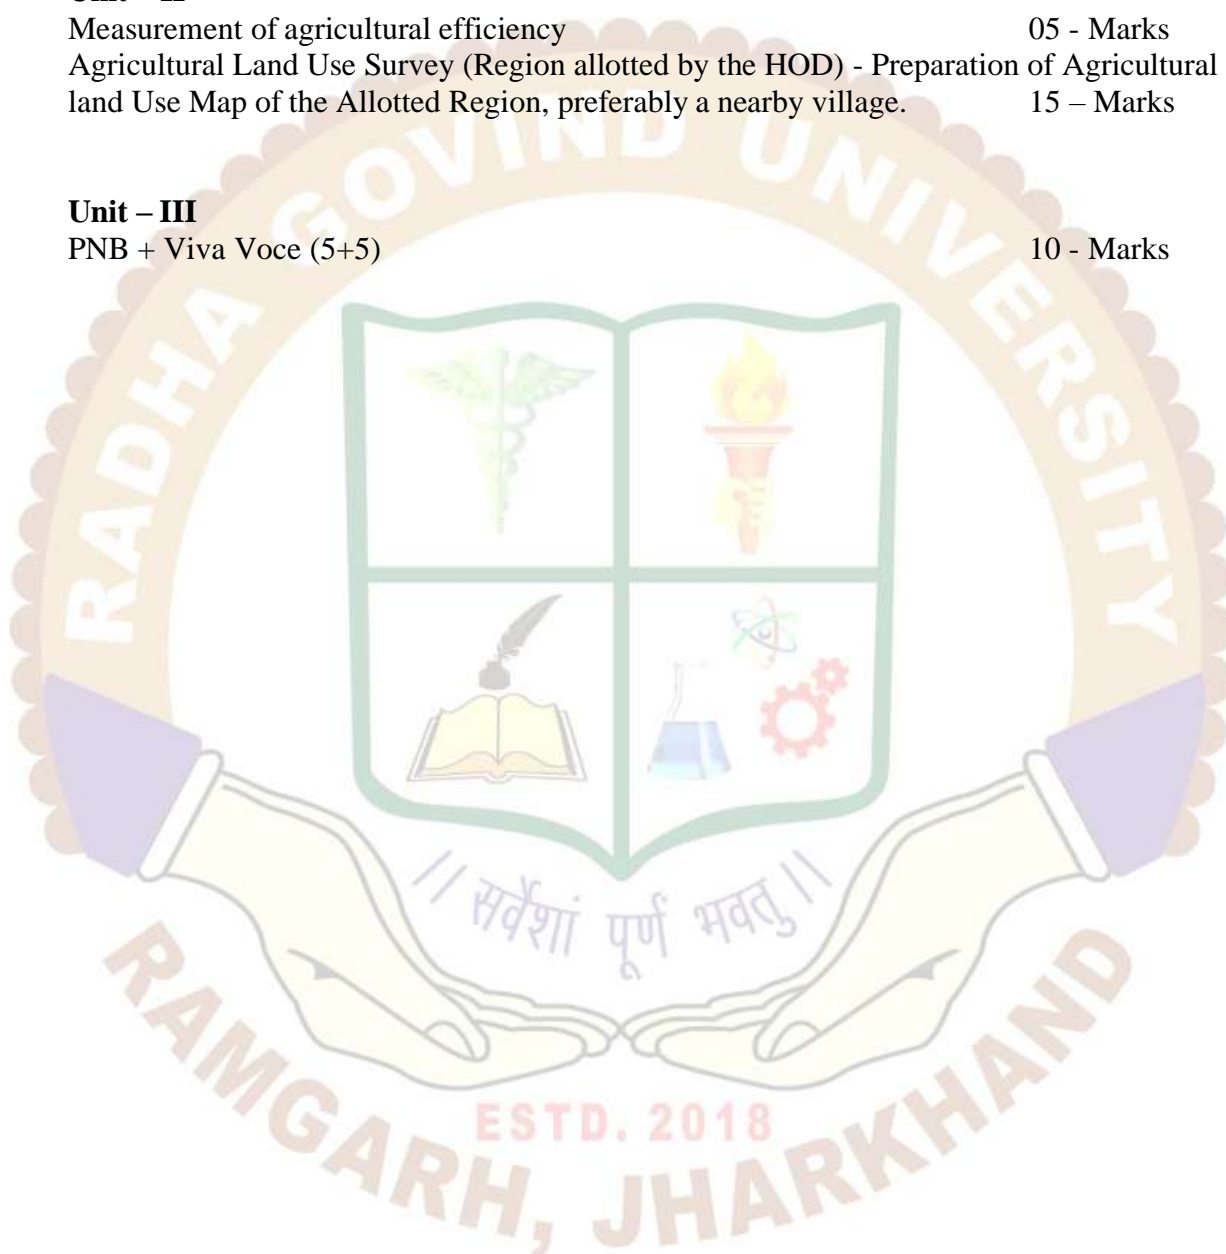 Unit – II
Measurement of agricultural efficiency 05 - Marks
Agricultural Land Use Survey (Region allotted by the HOD) - Preparation of Agricultural
land Use Map of the Allotted Region, preferably a nearby village. 15 – Marks
Unit – III
PNB + Viva Voce (5+5) 10 - Marks
RADHA GOVIND UNIVERSITY
// सर्वेशां पूर्ण भवतु //
ESTD. 2018
RAMGARH, JHARKHAND